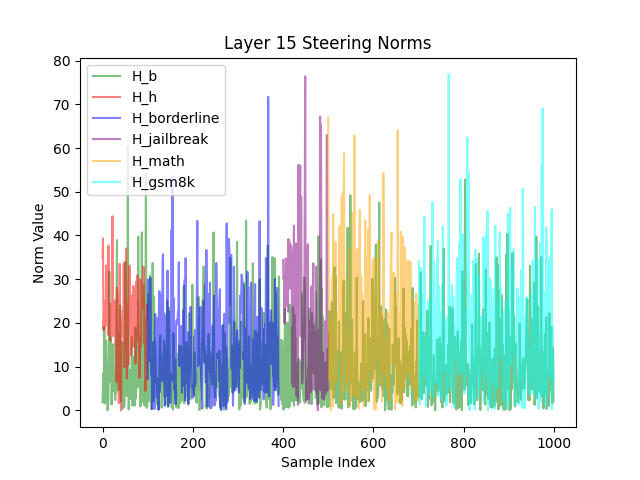 Layer 15 Steering Norms
80
70
60
50
40
30
20
10
0
Norm Value
H_b
H_h
H_borderline
H_jailbreak
H_math
H_gsm8k
0 200 400 600 800 1000
Sample Index